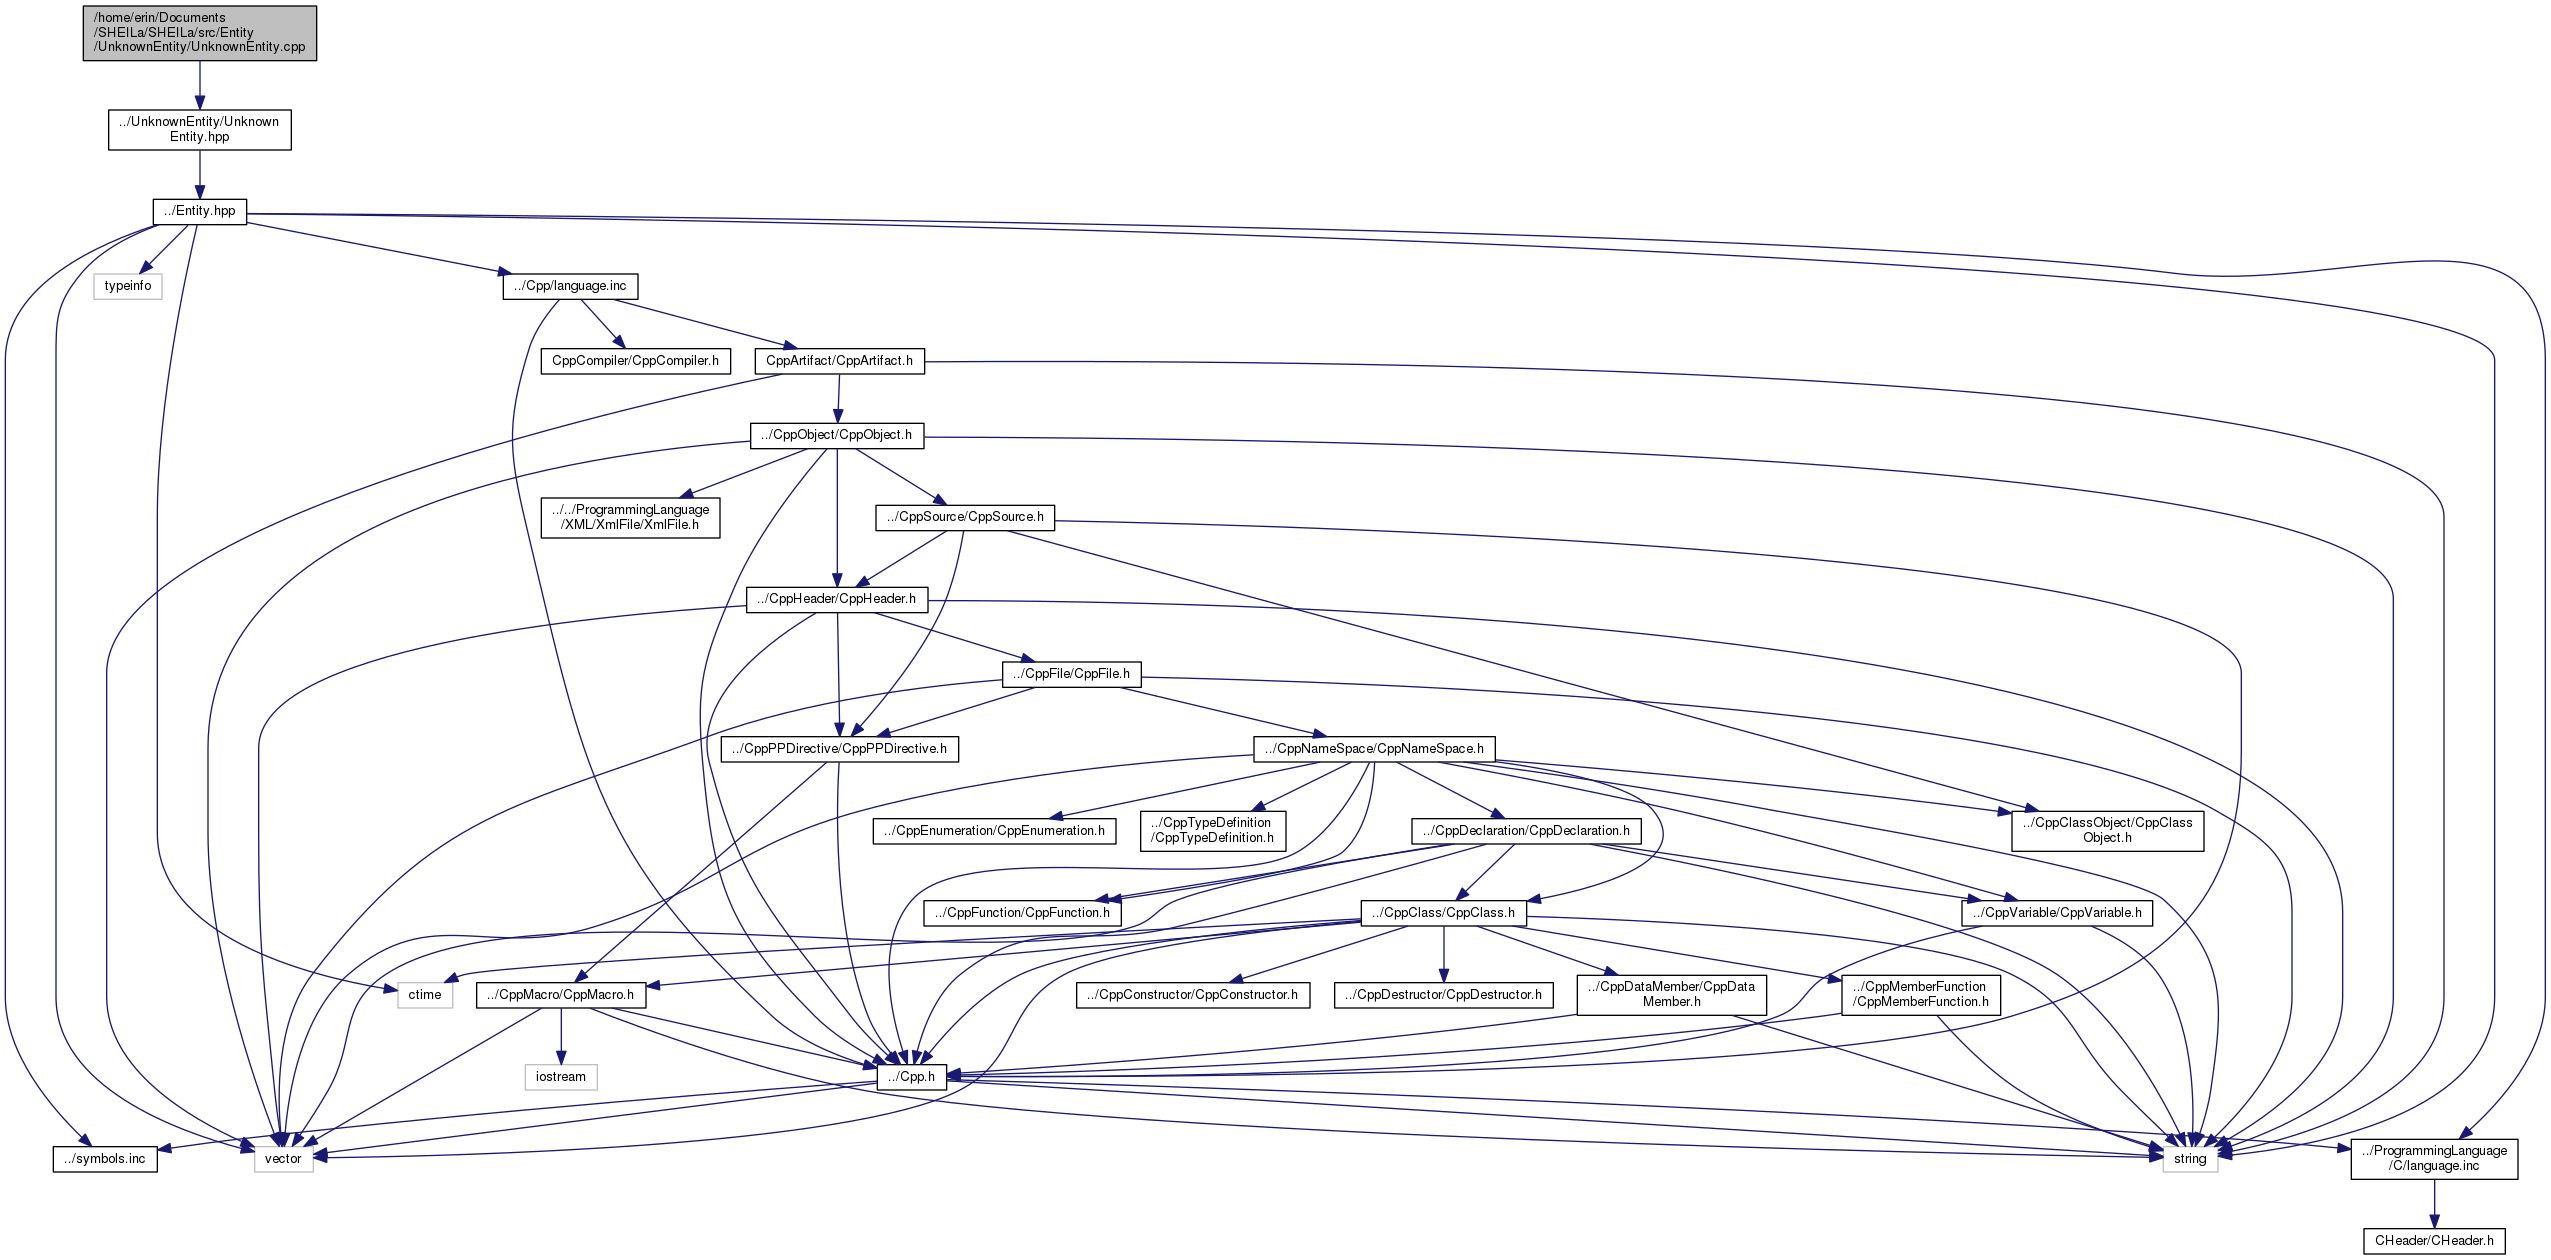 /home/erin/Documents
/SHEILa/SHEILa/src/Entity
/UnknownEntity/UnknownEntity.cpp
../UnknownEntity/Unknown
Entity.hpp
../Entity.hpp
typeinfo
../Cpp/language.inc
CppCompiler/CppCompiler.h
CppArtifact/CppArtifact.h
../CppObject/CppObject.h
../../ProgrammingLanguage
/XML/XmlFile/XmlFile.h
../CppSource/CppSource.h
../CppHeader/CppHeader.h
../CppFile/CppFile.h
../CppPPDirective/CppPPDirective.h
../CppNameSpace/CppNameSpace.h
../CppEnumeration/CppEnumeration.h
../CppTypeDefinition
/CppTypeDefinition.h
../CppDeclaration/CppDeclaration.h
../CppClassObject/CppClass
Object.h
../CppFunction/CppFunction.h
../CppClass/CppClass.h
../CppVariable/CppVariable.h
ctime
../CppMacro/CppMacro.h
../CppConstructor/CppConstructor.h
../CppDestructor/CppDestructor.h
../CppDataMember/CppData
Member.h
../CppMemberFunction
/CppMemberFunction.h
iostream
../Cpp.h
../symbols.inc
vector
string
../ProgrammingLanguage
/C/language.inc
CHeader/CHeader.h